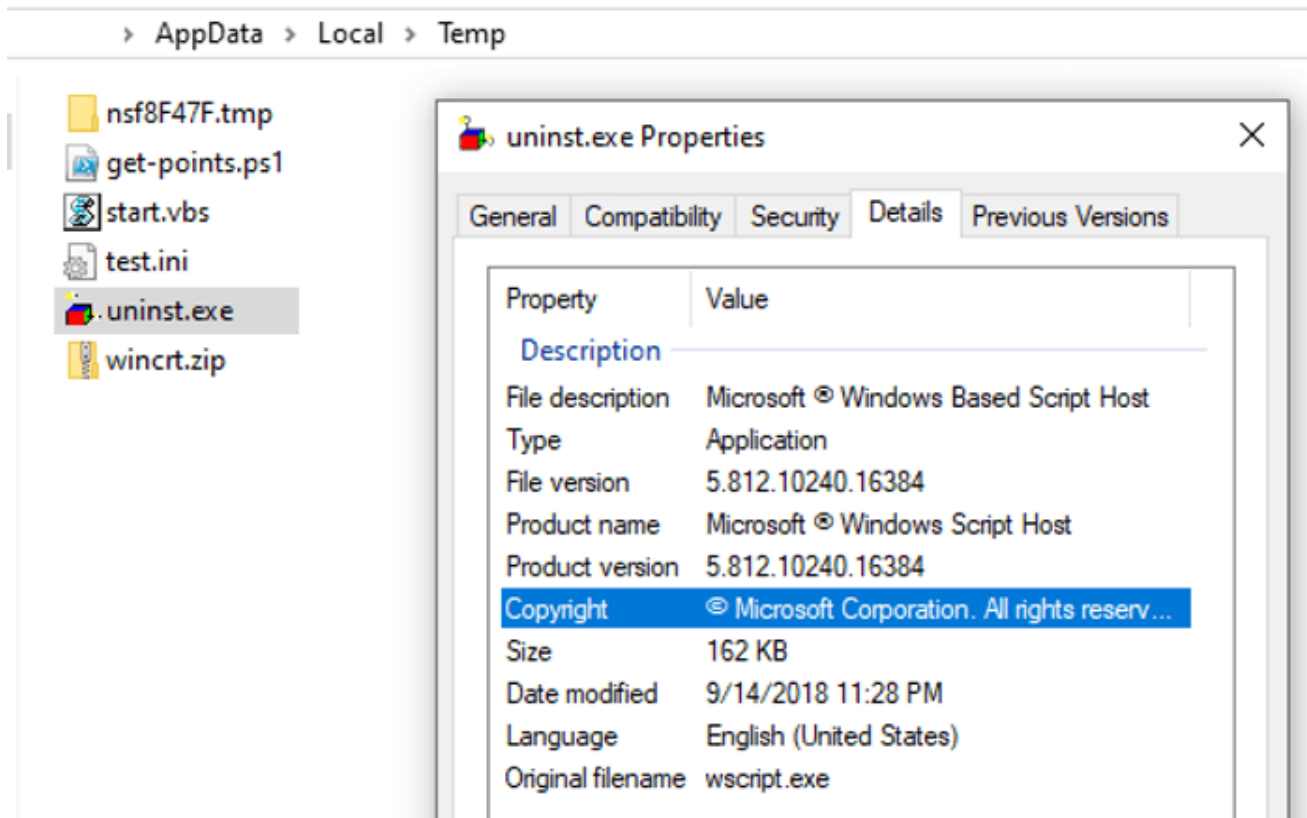 > AppData > Local > Temp
nsf8F47F.tmp
get-points.ps1
start.vbs
test.ini
uninst.exe
wincrt.zip
uninst.exe Properties
General Compatibility Security Details Previous Versions
Property Value
Description
File description Microsoft ® Windows Based Script Host
Type Application
File version 5.812.10240.16384
Product name Microsoft ® Windows Script Host
Product version 5.812.10240.16384
Copyright © Microsoft Corporation. All rights reserv...
Size 162 KB
Date modified 9/14/2018 11:28 PM
Language English (United States)
Original filename wscript.exe